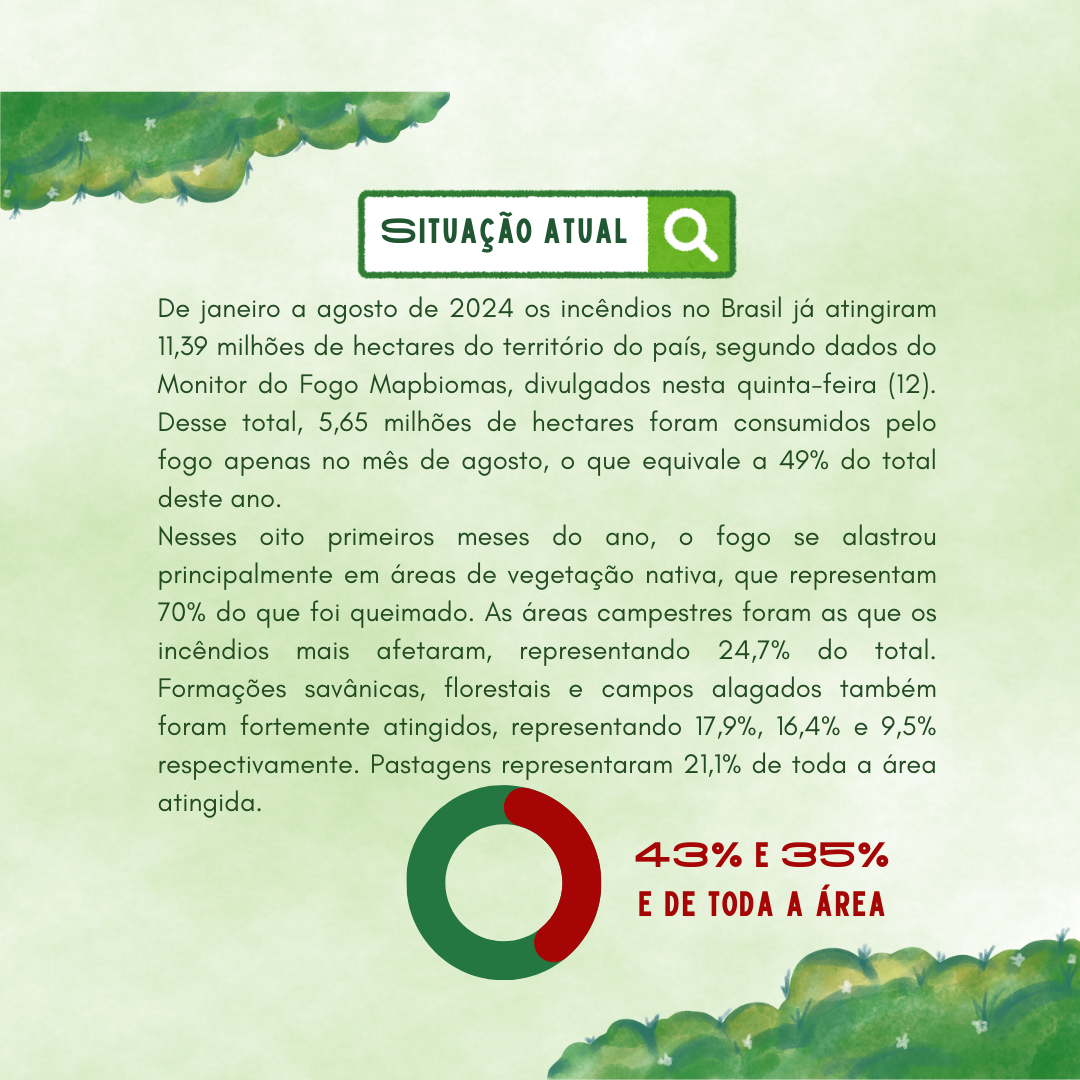 Situação atual
De janeiro a agosto de 2024 os incêndios no Brasil já atingiram
11,39 milhões de hectares do território do país, segundo dados do
Monitor do Fogo Mapbiomas, divulgados nesta quinta-feira (12).
Desse total, 5,65 milhões de hectares foram consumidos pelo
fogo apenas no mês de agosto, o que equivale a 49% do total
deste ano.
Nesses oito primeiros meses do ano, o fogo se alastrou
principalmente em áreas de vegetação nativa, que representam
70% do que foi queimado. As áreas campestres foram as que os
incêndios mais afetaram, representando 24,7% do total.
Formações savânicas, florestais e campos alagados também
foram fortemente atingidos, representando 17,9%, 16,4% e 9,5%
respectivamente. Pastagens representaram 21,1% de toda a área
atingida.
43% E 35%
E DE TODA A ÁREA